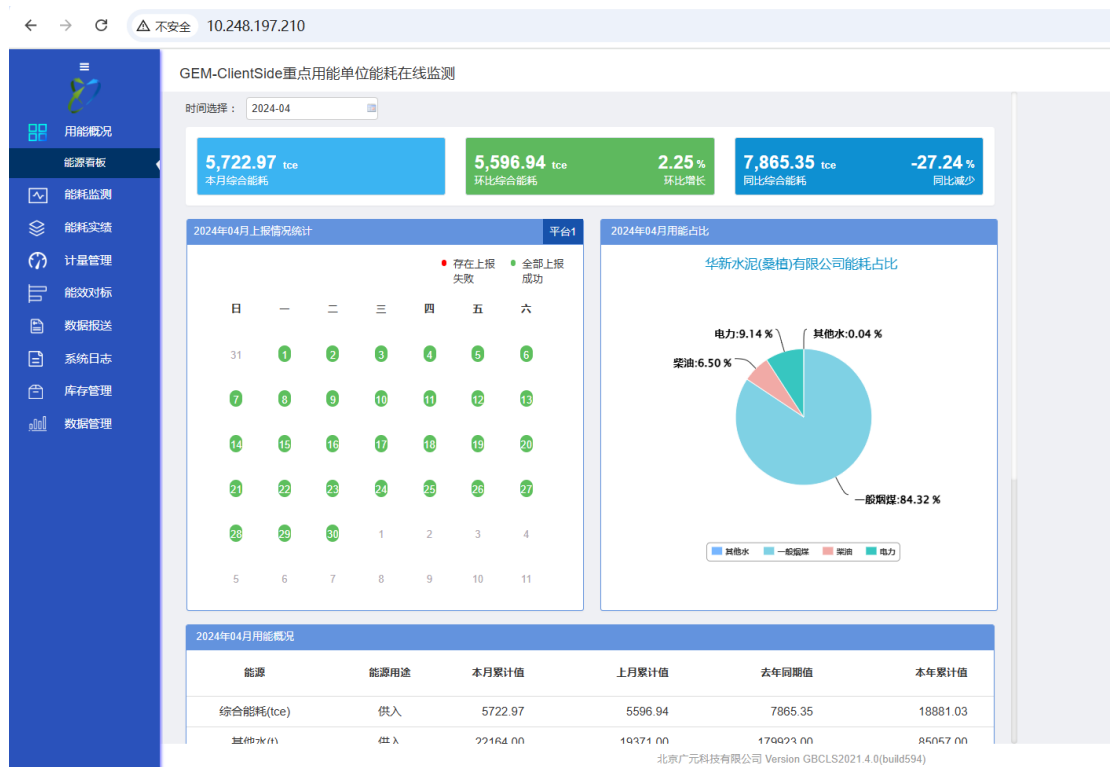 不安全 10.248.197.210
GEM-ClientSide重点用能单位能耗在线监测
时间选择： 2024-04
用能概况
能源看板
能耗监测
能耗实绩
计量管理
能效对标
数据报送
系统日志
库存管理
数据管理
5,722.97 tce
本月综合能耗
5,596.94 tce 2.25 %
环比综合能耗 环比增长
7,865.35 tce -27.24 %
同比综合能耗 同比减少
2024年04月上报情况统计 平台1
存在上报失败 全部上报成功
日 一 二 三 四 五 六
31 1 2 3 4 5 6
7 8 9 10 11 12 13
14 15 16 17 18 19 20
21 22 23 24 25 26 27
28 29 30 1 2 3 4
5 6 7 8 9 10 11
2024年04月用能占比
华新水泥(桑植)有限公司能耗占比
电力:9.14 % 其他水:0.04 %
柴油:6.50 %
一般烟煤:84.32 %
其他水 一般烟煤 柴油 电力
2024年04月用能概况
能源 能源用途 本月累计值 上月累计值 去年同期值 本年累计值
综合能耗(tce) 供入 5722.97 5596.94 7865.35 18881.03
其他水(t) 供入 22164.00 19371.00 179923.00 85057.00
北京广元科技有限公司 Version GBCLS2021.4.0(build594)